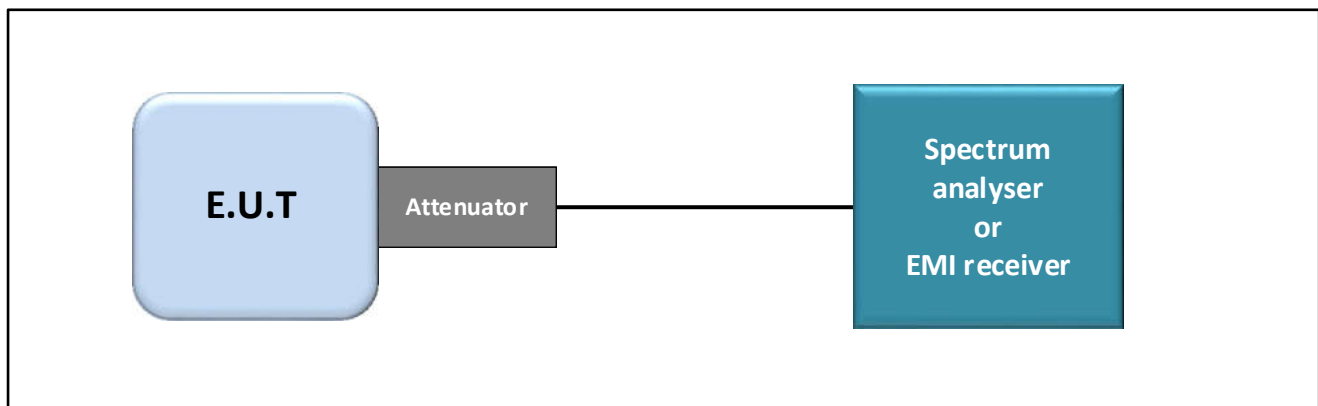 E.U.T
Attenuator
Spectrum
analyser
or
EMI receiver